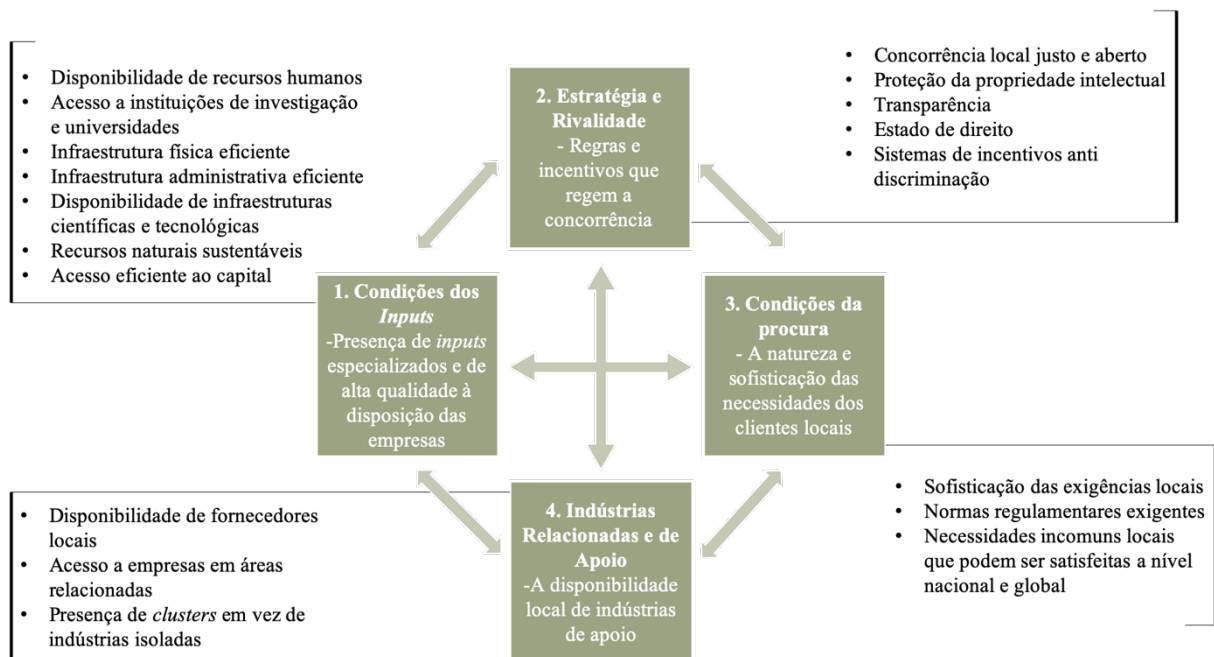 • Disponibilidade de recursos humanos
• Acesso a instituições de investigação
e universidades
• Infraestrutura física eficiente
• Infraestrutura administrativa eficiente
• Disponibilidade de infraestruturas
científicas e tecnológicas
• Recursos naturais sustentáveis
• Acesso eficiente ao capital
2. Estratégia e
Rivalidade
- Regras e
incentivos que
regem a
concorrência
• Concorrência local justo e aberto
• Proteção da propriedade intelectual
• Transparência
• Estado de direito
• Sistemas de incentivos anti
discriminação
1. Condições dos
Inputs
-Presença de inputs
especializados e de
alta qualidade à
disposição das
empresas
3. Condições da
procura
- A natureza e
sofisticação das
necessidades dos
clientes locais
• Disponibilidade de fornecedores
locais
• Acesso a empresas em áreas
relacionadas
• Presença de clusters em vez de
indústrias isoladas
4. Indústrias
Relacionadas e de
Apoio
-A disponibilidade
local de indústrias
de apoio
• Sofisticação das exigências locais
• Normas regulamentares exigentes
• Necessidades incomuns locais
que podem ser satisfeitas a nível
nacional e global